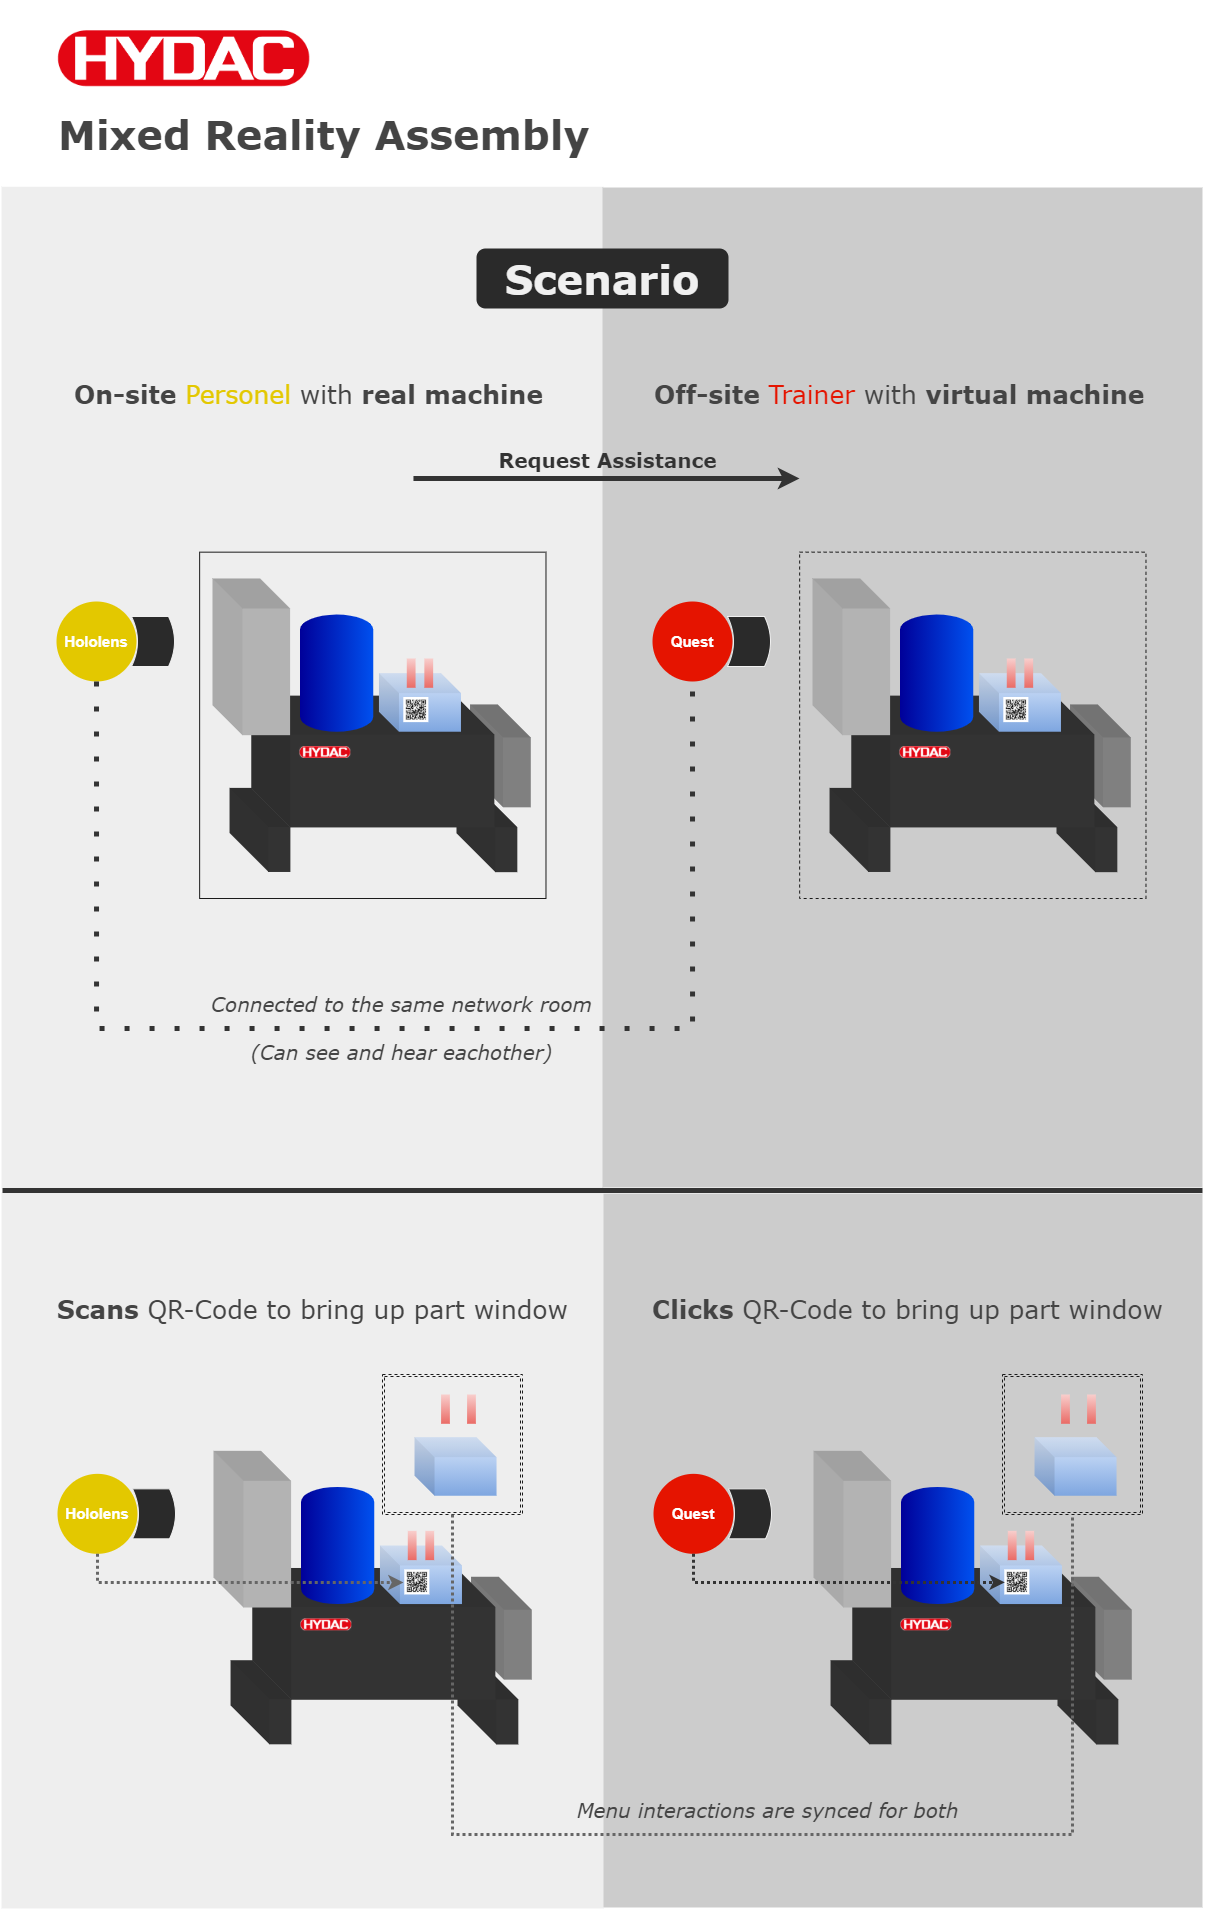 HYDAC
Mixed Reality Assembly
Scenario
On-site Personel with real machine
Off-site Trainer with virtual machine
Request Assistance
Hololens
HYDAC
Quest
HYDAC
Connected to the same network room
(Can see and hear eachother)
Scans QR-Code to bring up part window
Clicks QR-Code to bring up part window
Hololens
HYDAC
Quest
HYDAC
Menu interactions are synced for both